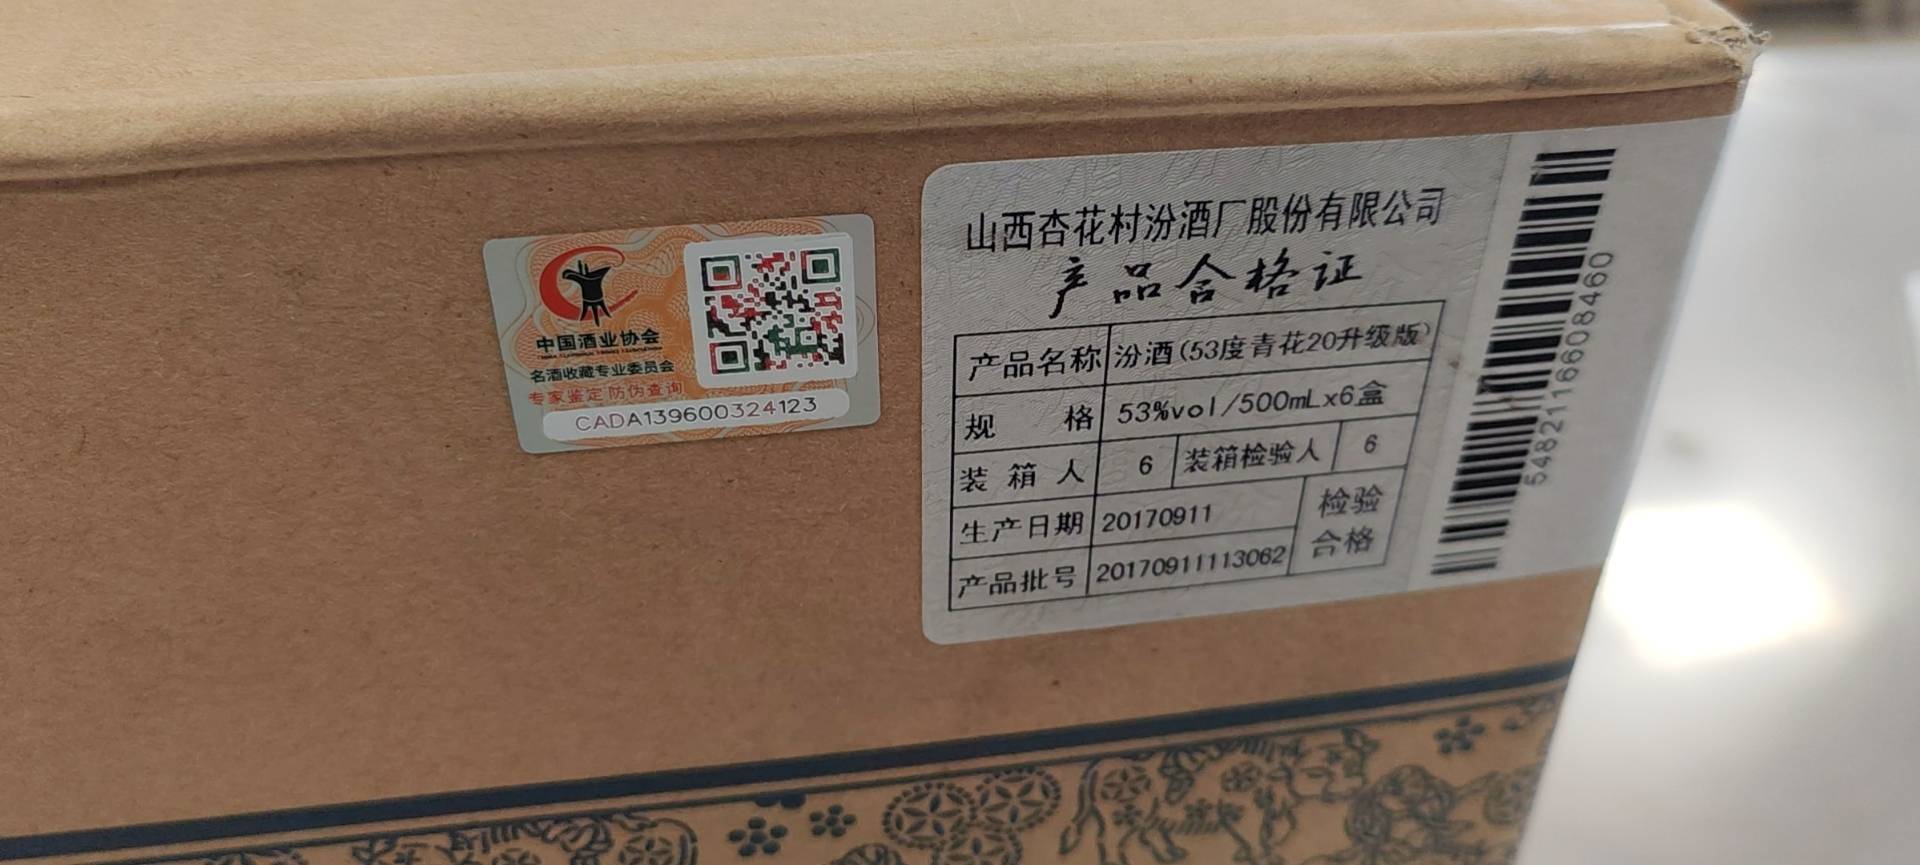 中国酒业协会
名酒收藏专业委员会
专家鉴定 防伪查询
CADA139600324123
山西杏花村汾酒厂股份有限公司
产品合格证
产品名称 汾酒(53度青花20升级版)
规格 53%vol/500mLx6盒
装箱人 6 装箱检验人 6
生产日期 20170911 检验
产品批号 20170911113062 合格
5482116608460